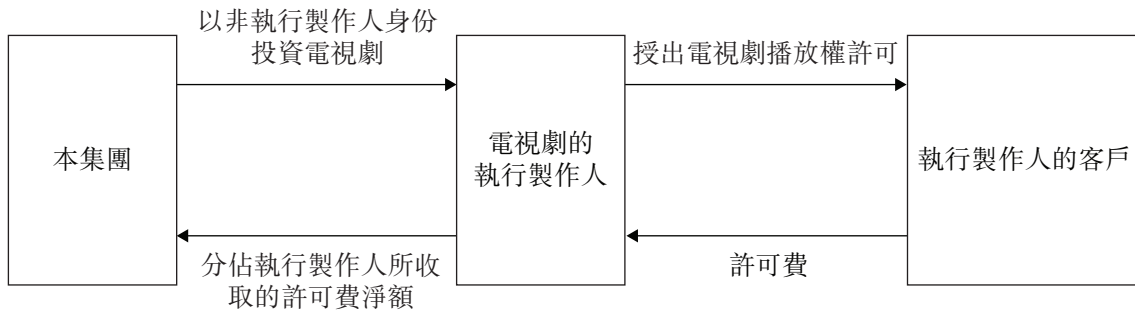 以非執行製作人身份
投資電視劇
授出電視劇播放權許可
本集團
電視劇的
執行製作人
執行製作人的客戶
分佔執行製作人所收
取的許可費淨額
許可費